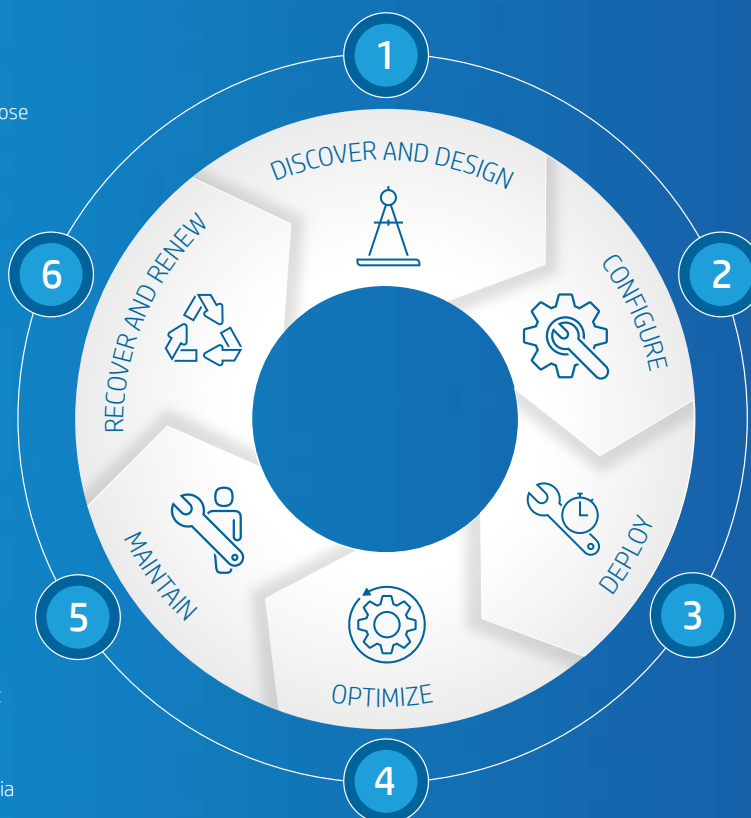 1
DISCOVER AND DESIGN
2
CONFIGURE
3
DEPLOY
4
OPTIMIZE
5
MAINTAIN
6
RECOVER AND RENEW